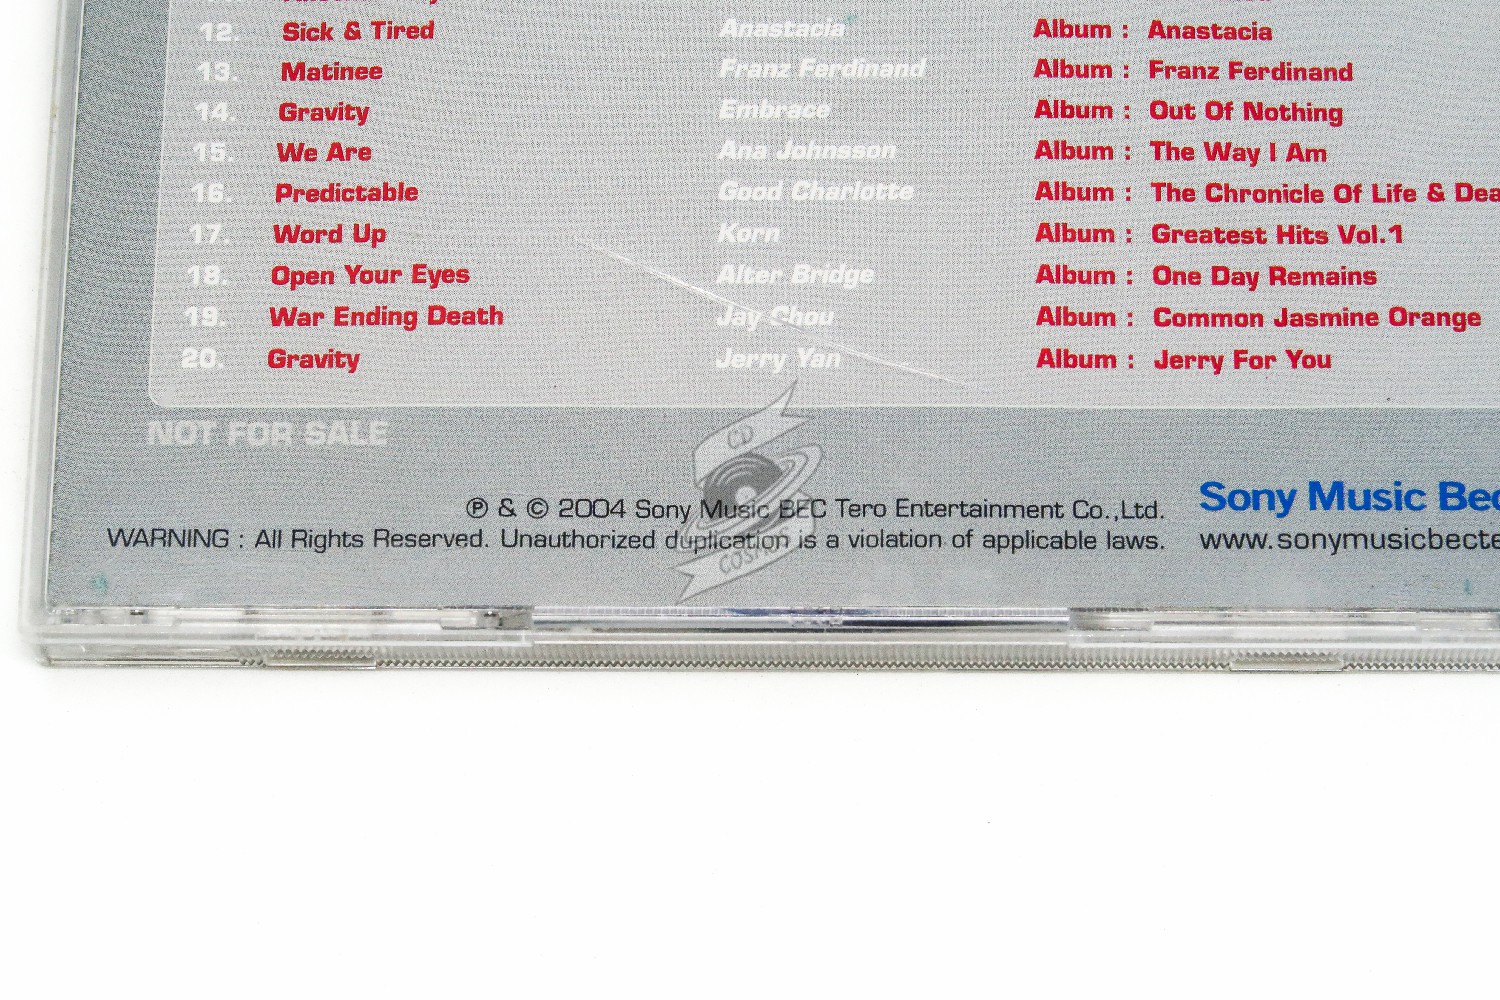 12. Sick & Tired Anastacia Album : Anastacia
13. Matinee Franz Ferdinand Album : Franz Ferdinand
14. Gravity Embrace Album : Out Of Nothing
15. We Are Ana Johnsson Album : The Way I Am
16. Predictable Good Charlotte Album : The Chronicle Of Life & Dea
17. Word Up Korn Album : Greatest Hits Vol.1
18. Open Your Eyes Alter Bridge Album : One Day Remains
19. War Ending Death Jay Chou Album : Common Jasmine Orange
20. Gravity Jerry Yan Album : Jerry For You
NOT FOR SALE
CD
℗ & © 2004 Sony Music BEC Tero Entertainment Co.,Ltd. Sony Music Bec
WARNING : All Rights Reserved. Unauthorized duplication is a violation of applicable laws. www.sonymusicbecte